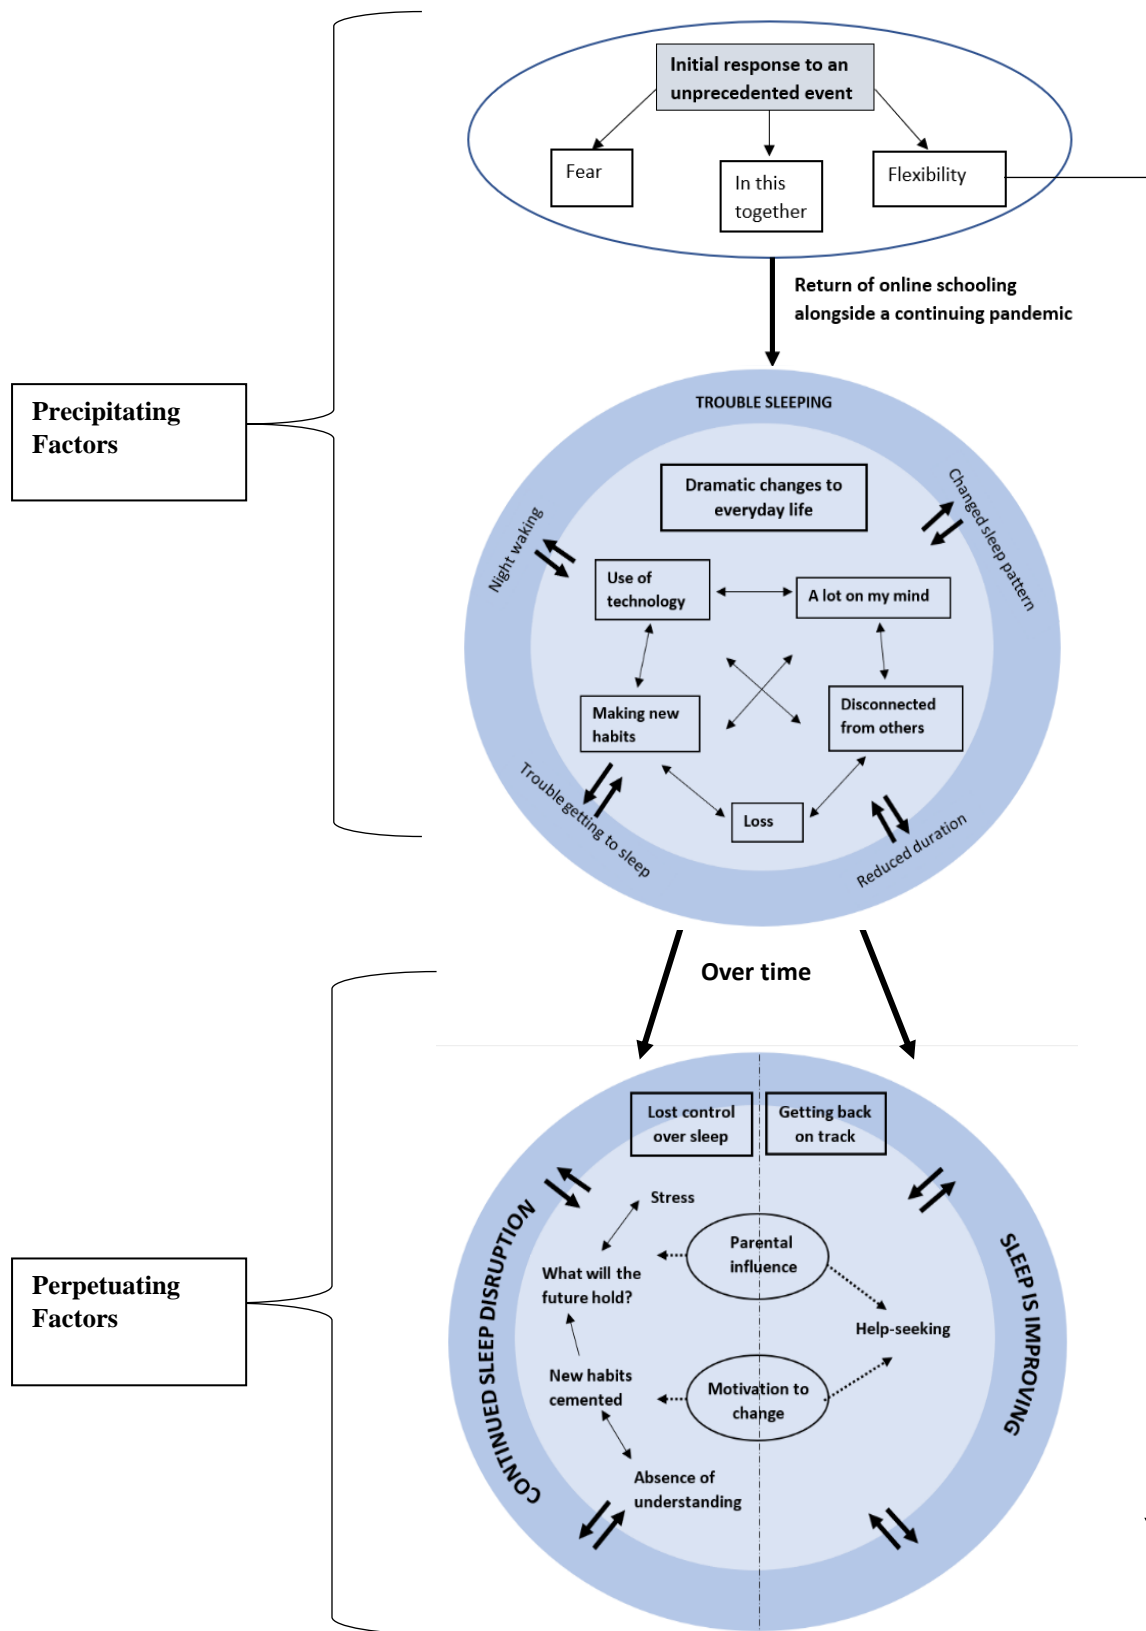 Initial response to an
unprecedented event
Fear
In this
together
Flexibility
Return of online schooling
alongside a continuing pandemic
Precipitating
Factors
TROUBLE SLEEPING
Dramatic changes to
everyday life
Night waking
Changed sleep pattern
Use of
technology
A lot on my mind
Making new
habits
Disconnected
from others
Trouble getting to sleep
Loss
Reduced duration
Over time
Perpetuating
Factors
Lost control
over sleep
Getting back
on track
CONTINUED SLEEP DISRUPTION
SLEEP IS IMPROVING
Stress
Parental
influence
What will the
future hold?
Help-seeking
New habits
cemented
Motivation to
change
Absence of
understanding